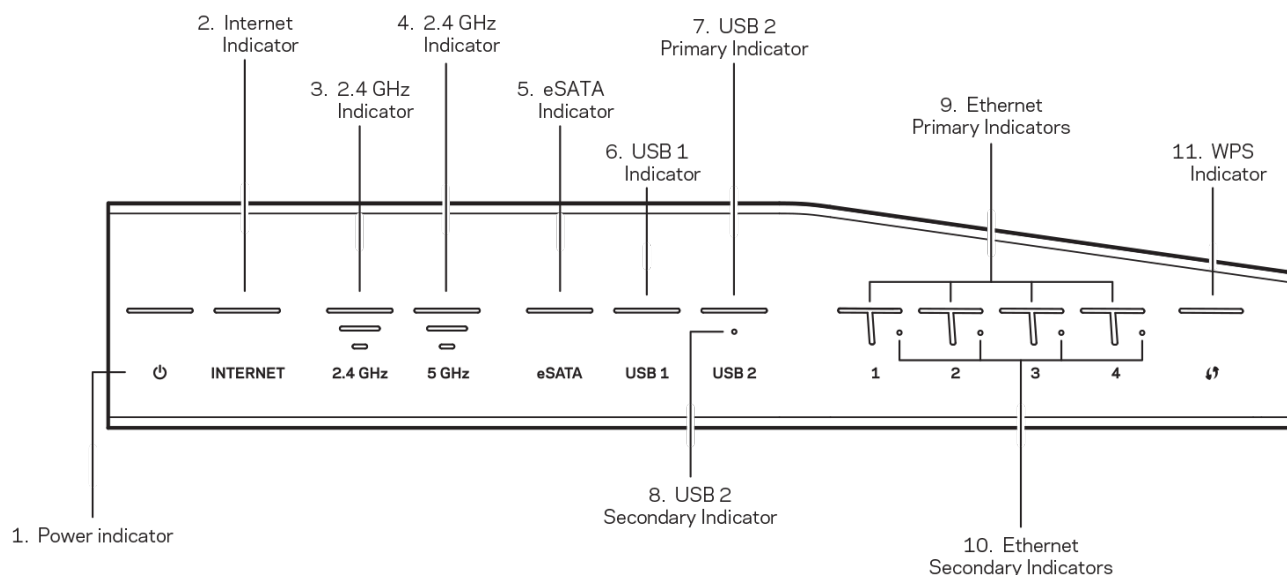 2. Internet
Indicator
4. 2.4 GHz
Indicator
7. USB 2
Primary Indicator
3. 2.4 GHz
Indicator
5. eSATA
Indicator
9. Ethernet
Primary Indicators
6. USB 1
Indicator
11. WPS
Indicator
INTERNET 2.4 GHz 5 GHz eSATA USB 1 USB 2 1 2 3 4
8. USB 2
Secondary Indicator
1. Power indicator
10. Ethernet
Secondary Indicators